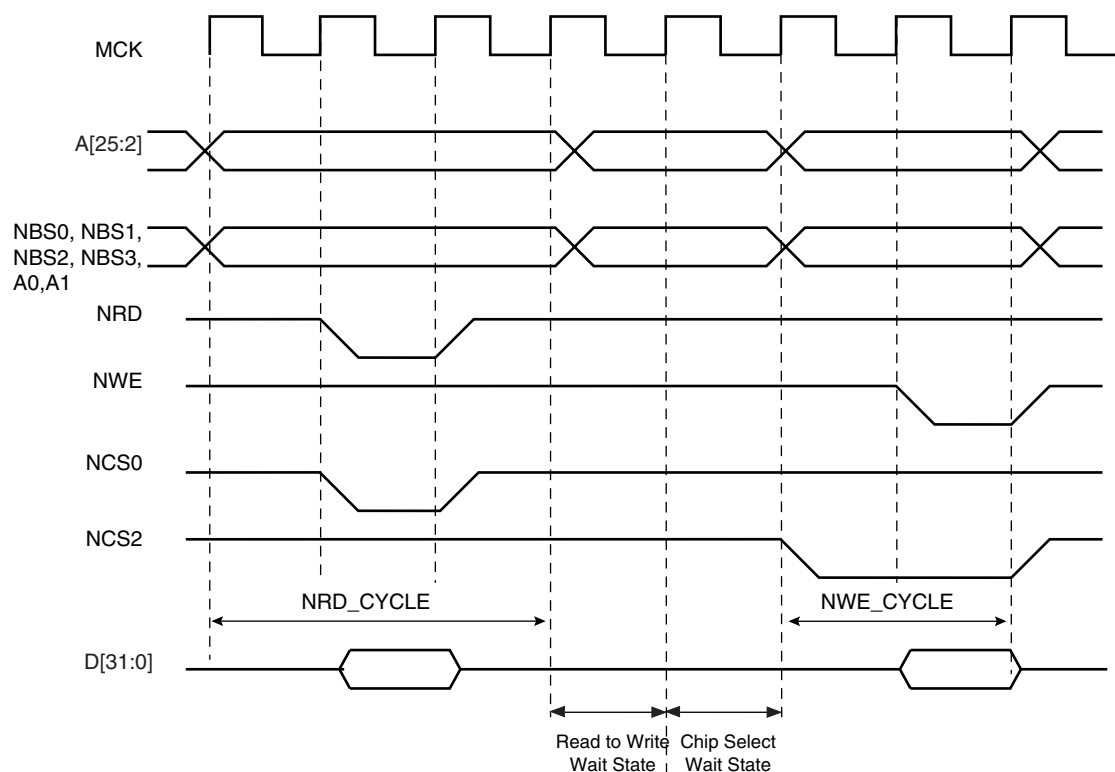 MCK
A[25:2]
NBS0, NBS1,
NBS2, NBS3,
A0,A1
NRD
NWE
NCS0
NCS2
NRD_CYCLE
NWE_CYCLE
D[31:0]
Read to Write
Wait State
Chip Select
Wait State